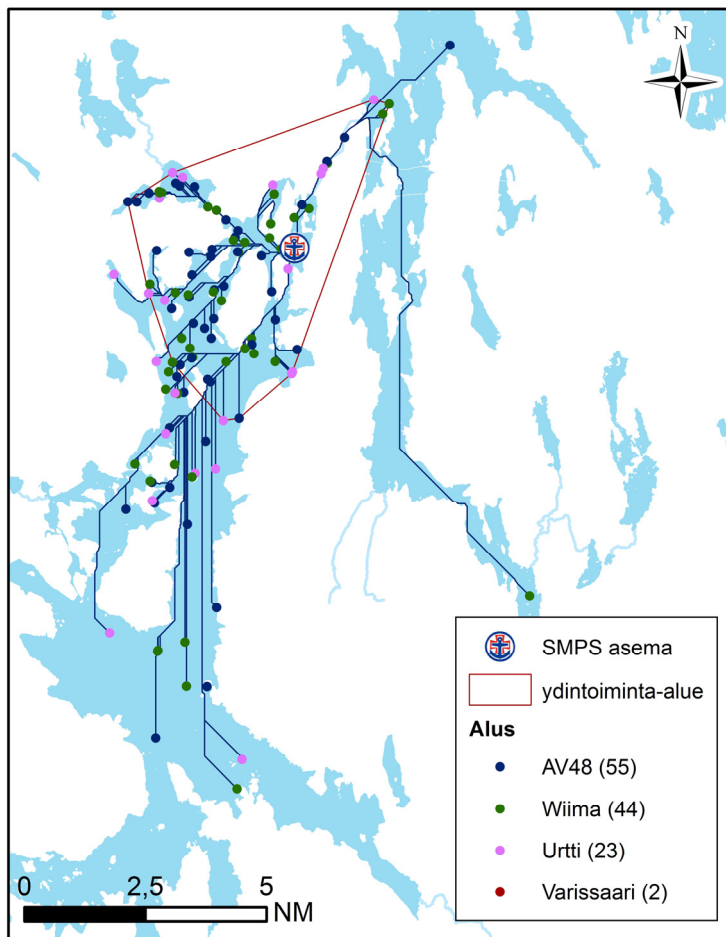 N
SMPS asema
ydintoiminta-alue
Alus
AV48 (55)
Wiima (44)
Urtti (23)
Varissaari (2)
0 2,5 5
NM